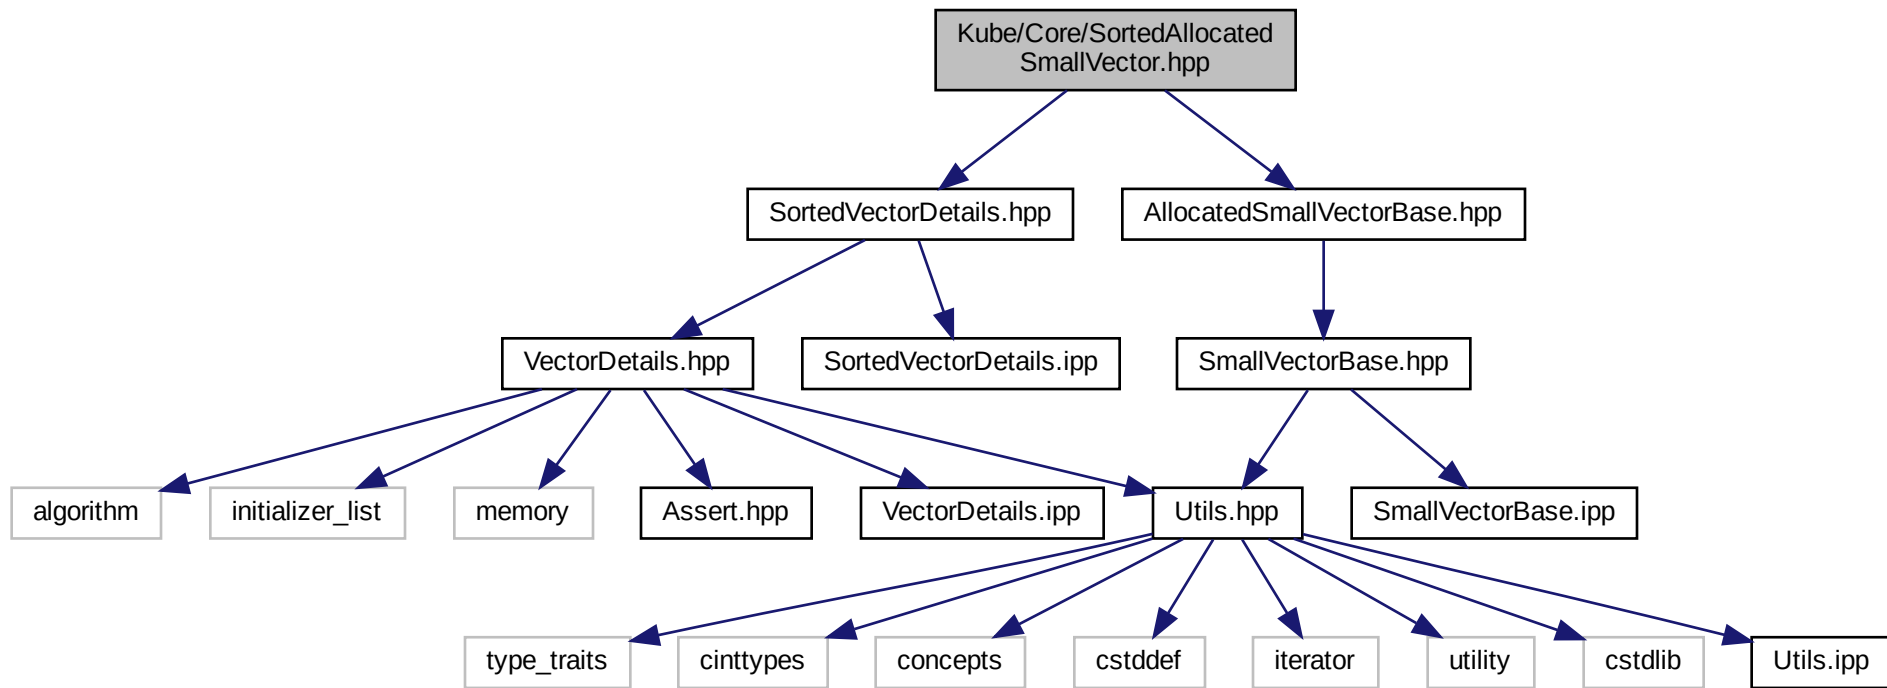 Kube/Core/SortedAllocated
SmallVector.hpp
SortedVectorDetails.hpp
AllocatedSmallVectorBase.hpp
VectorDetails.hpp
SortedVectorDetails.ipp
SmallVectorBase.hpp
algorithm
initializer_list
memory
Assert.hpp
VectorDetails.ipp
Utils.hpp
SmallVectorBase.ipp
type_traits
cinttypes
concepts
cstddef
iterator
utility
cstdlib
Utils.ipp